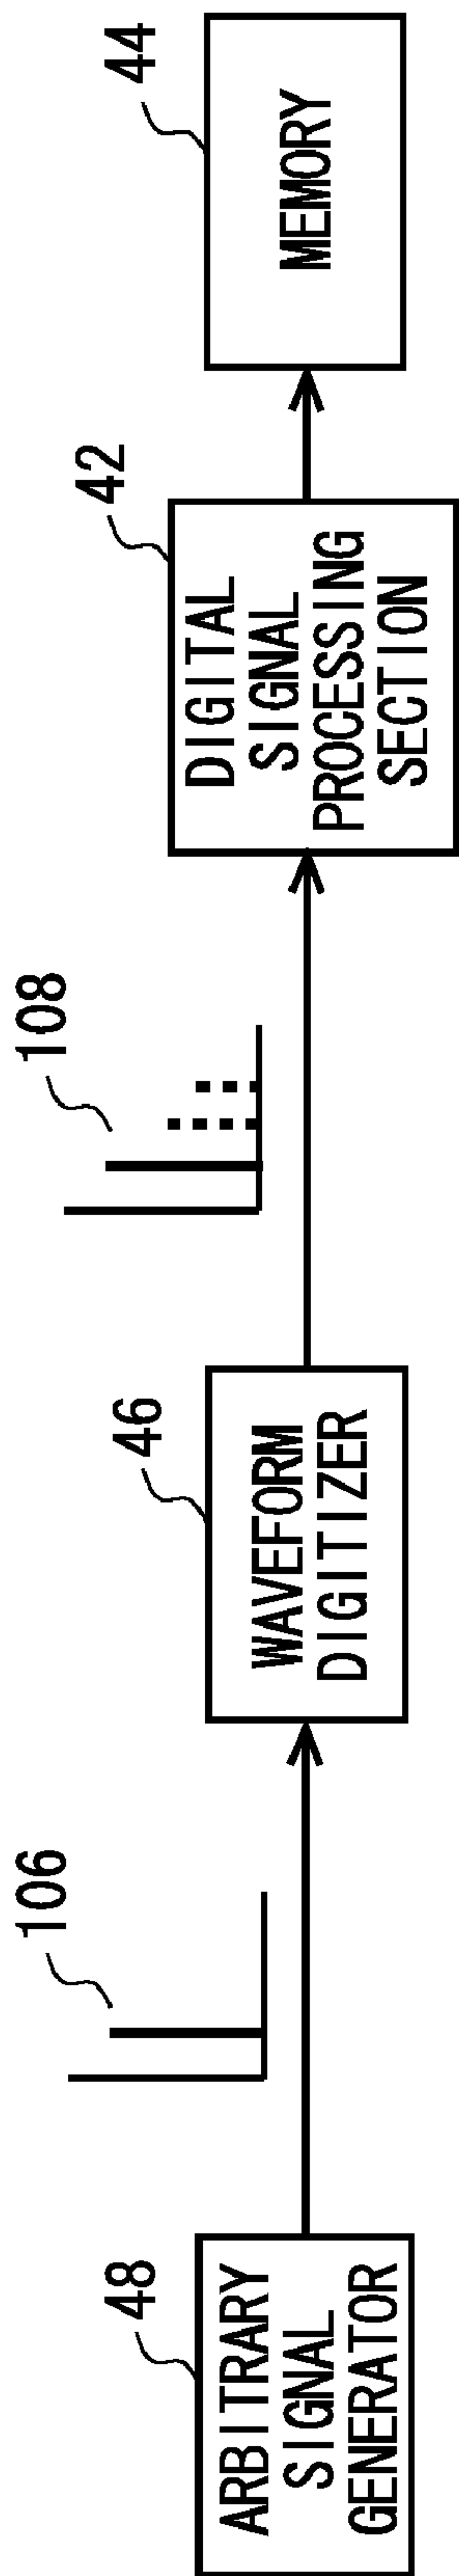 48
ARBITRARY
SIGNAL
GENERATOR
106
46
WAVEFORM
DIGITIZER
108
42
DIGITAL
SIGNAL
PROCESSING
SECTION
44
MEMORY